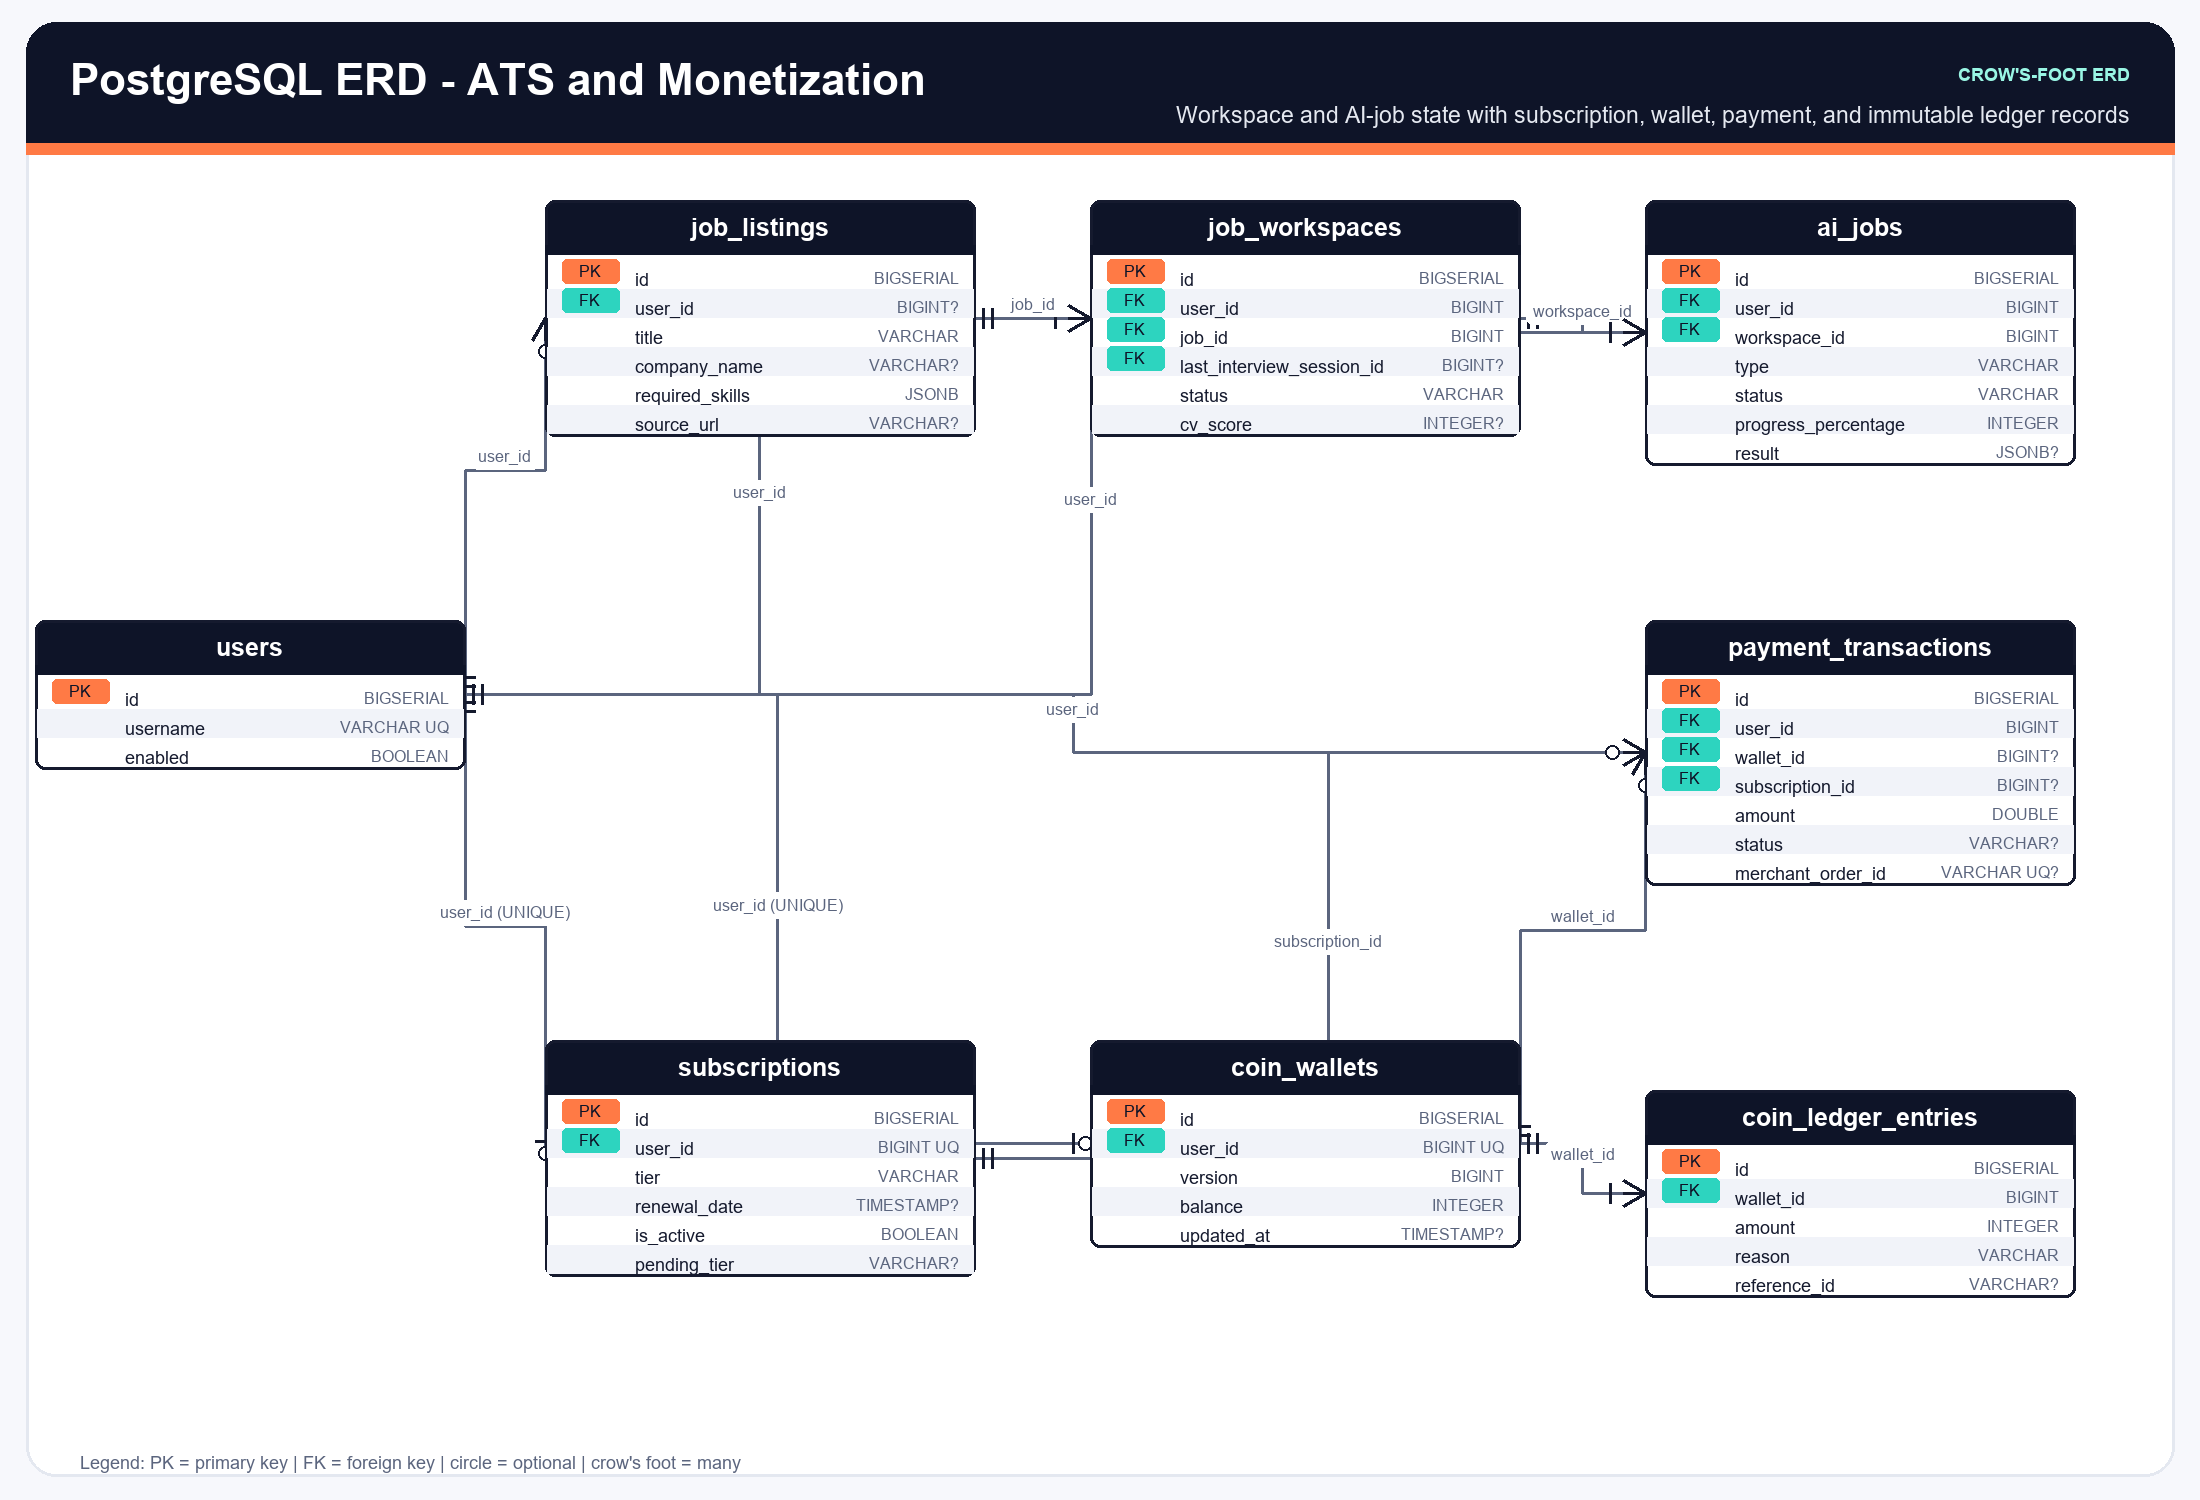 PostgreSQL ERD - ATS and Monetization
CROW'S-FOOT ERD
Workspace and AI-job state with subscription, wallet, payment, and immutable ledger records
job_listings
PK id BIGSERIAL
FK user_id BIGINT?
title VARCHAR
company_name VARCHAR?
required_skills JSONB
source_url VARCHAR?
job_id
job_workspaces
PK id BIGSERIAL
FK user_id BIGINT
FK job_id BIGINT
FK last_interview_session_id BIGINT?
status VARCHAR
cv_score INTEGER?
workspace_id
ai_jobs
PK id BIGSERIAL
FK user_id BIGINT
FK workspace_id BIGINT
type VARCHAR
status VARCHAR
progress_percentage INTEGER
result JSONB?
user_id
user_id
user_id
users
PK id BIGSERIAL
username VARCHAR UQ
enabled BOOLEAN
user_id
payment_transactions
PK id BIGSERIAL
FK user_id BIGINT
FK wallet_id BIGINT?
FK subscription_id BIGINT?
amount DOUBLE
status VARCHAR?
merchant_order_id VARCHAR UQ?
user_id (UNIQUE)
user_id (UNIQUE)
subscription_id
wallet_id
subscriptions
PK id BIGSERIAL
FK user_id BIGINT UQ
tier VARCHAR
renewal_date TIMESTAMP?
is_active BOOLEAN
pending_tier VARCHAR?
coin_wallets
PK id BIGSERIAL
FK user_id BIGINT UQ
version BIGINT
balance INTEGER
updated_at TIMESTAMP?
wallet_id
coin_ledger_entries
PK id BIGSERIAL
FK wallet_id BIGINT
amount INTEGER
reason VARCHAR
reference_id VARCHAR?
Legend: PK = primary key | FK = foreign key | circle = optional | crow's foot = many